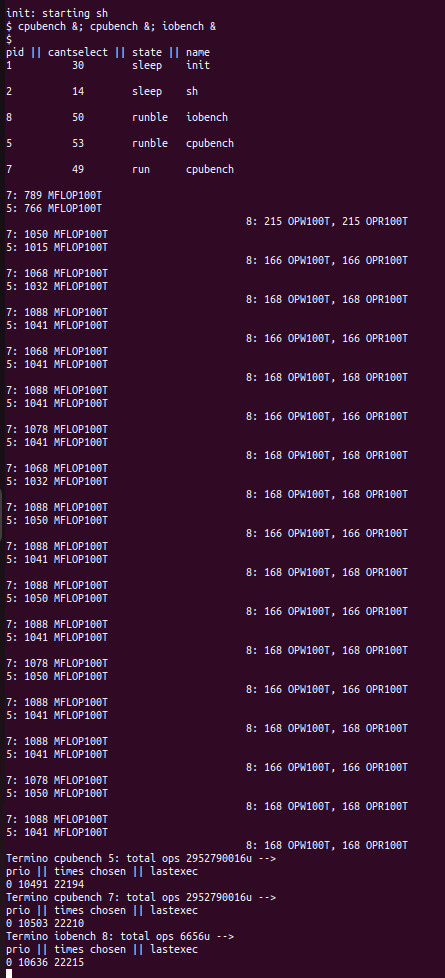 init: starting sh
$ cpubench &; cpubench &; iobench &
$
pid || cantselect || state || name
1 30 sleep init
2 14 sleep sh
8 50 runble iobench
5 53 runble cpubench
7 49 run cpubench
7: 789 MFLOP100T
5: 766 MFLOP100T
8: 215 OPW100T, 215 OPR100T
7: 1050 MFLOP100T
5: 1015 MFLOP100T
8: 166 OPW100T, 166 OPR100T
7: 1068 MFLOP100T
5: 1032 MFLOP100T
8: 168 OPW100T, 168 OPR100T
7: 1088 MFLOP100T
5: 1041 MFLOP100T
8: 166 OPW100T, 166 OPR100T
7: 1068 MFLOP100T
5: 1041 MFLOP100T
8: 168 OPW100T, 168 OPR100T
7: 1088 MFLOP100T
5: 1041 MFLOP100T
8: 166 OPW100T, 166 OPR100T
7: 1078 MFLOP100T
5: 1041 MFLOP100T
8: 168 OPW100T, 168 OPR100T
7: 1068 MFLOP100T
5: 1032 MFLOP100T
8: 168 OPW100T, 168 OPR100T
7: 1088 MFLOP100T
5: 1050 MFLOP100T
8: 166 OPW100T, 166 OPR100T
7: 1088 MFLOP100T
5: 1041 MFLOP100T
8: 168 OPW100T, 168 OPR100T
7: 1088 MFLOP100T
5: 1050 MFLOP100T
8: 166 OPW100T, 166 OPR100T
7: 1088 MFLOP100T
5: 1041 MFLOP100T
8: 168 OPW100T, 168 OPR100T
7: 1078 MFLOP100T
5: 1050 MFLOP100T
8: 166 OPW100T, 166 OPR100T
7: 1088 MFLOP100T
5: 1041 MFLOP100T
8: 168 OPW100T, 168 OPR100T
7: 1088 MFLOP100T
5: 1041 MFLOP100T
8: 166 OPW100T, 166 OPR100T
7: 1078 MFLOP100T
5: 1050 MFLOP100T
8: 168 OPW100T, 168 OPR100T
7: 1088 MFLOP100T
5: 1041 MFLOP100T
8: 168 OPW100T, 168 OPR100T
Termino cpubench 5: total ops 2952790016u -->
prio || times chosen || lastexec
0 10491 22194
Termino cpubench 7: total ops 2952790016u -->
prio || times chosen || lastexec
0 10503 22210
Termino iobench 8: total ops 6656u -->
prio || times chosen || lastexec
0 10636 22215